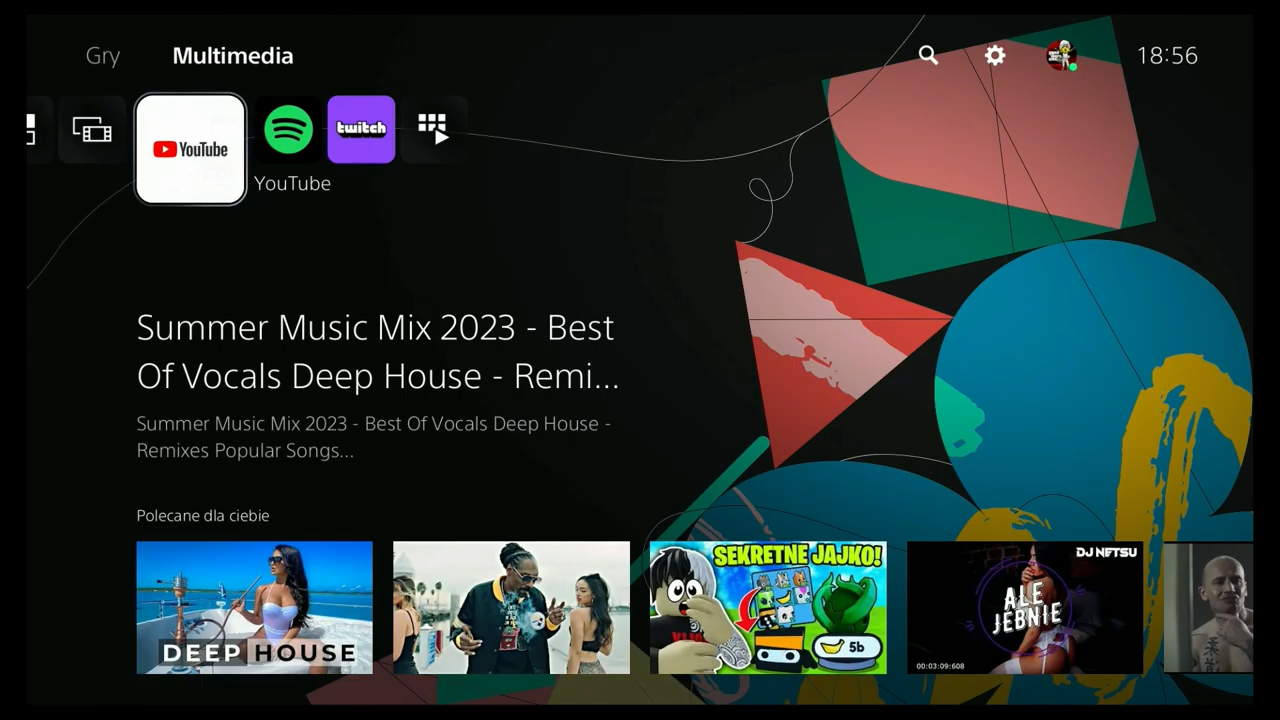 Gry
Multimedia
18:56
YouTube
twitch
YouTube
Summer Music Mix 2023 - Best
Of Vocals Deep House - Remi...
Summer Music Mix 2023 - Best Of Vocals Deep House -
Remixes Popular Songs...
Polecane dla ciebie
DEEP HOUSE
SEKRETNE JAJKO!
5b
DJ NETSU
ALE
JEBNIE
00:03:09:608